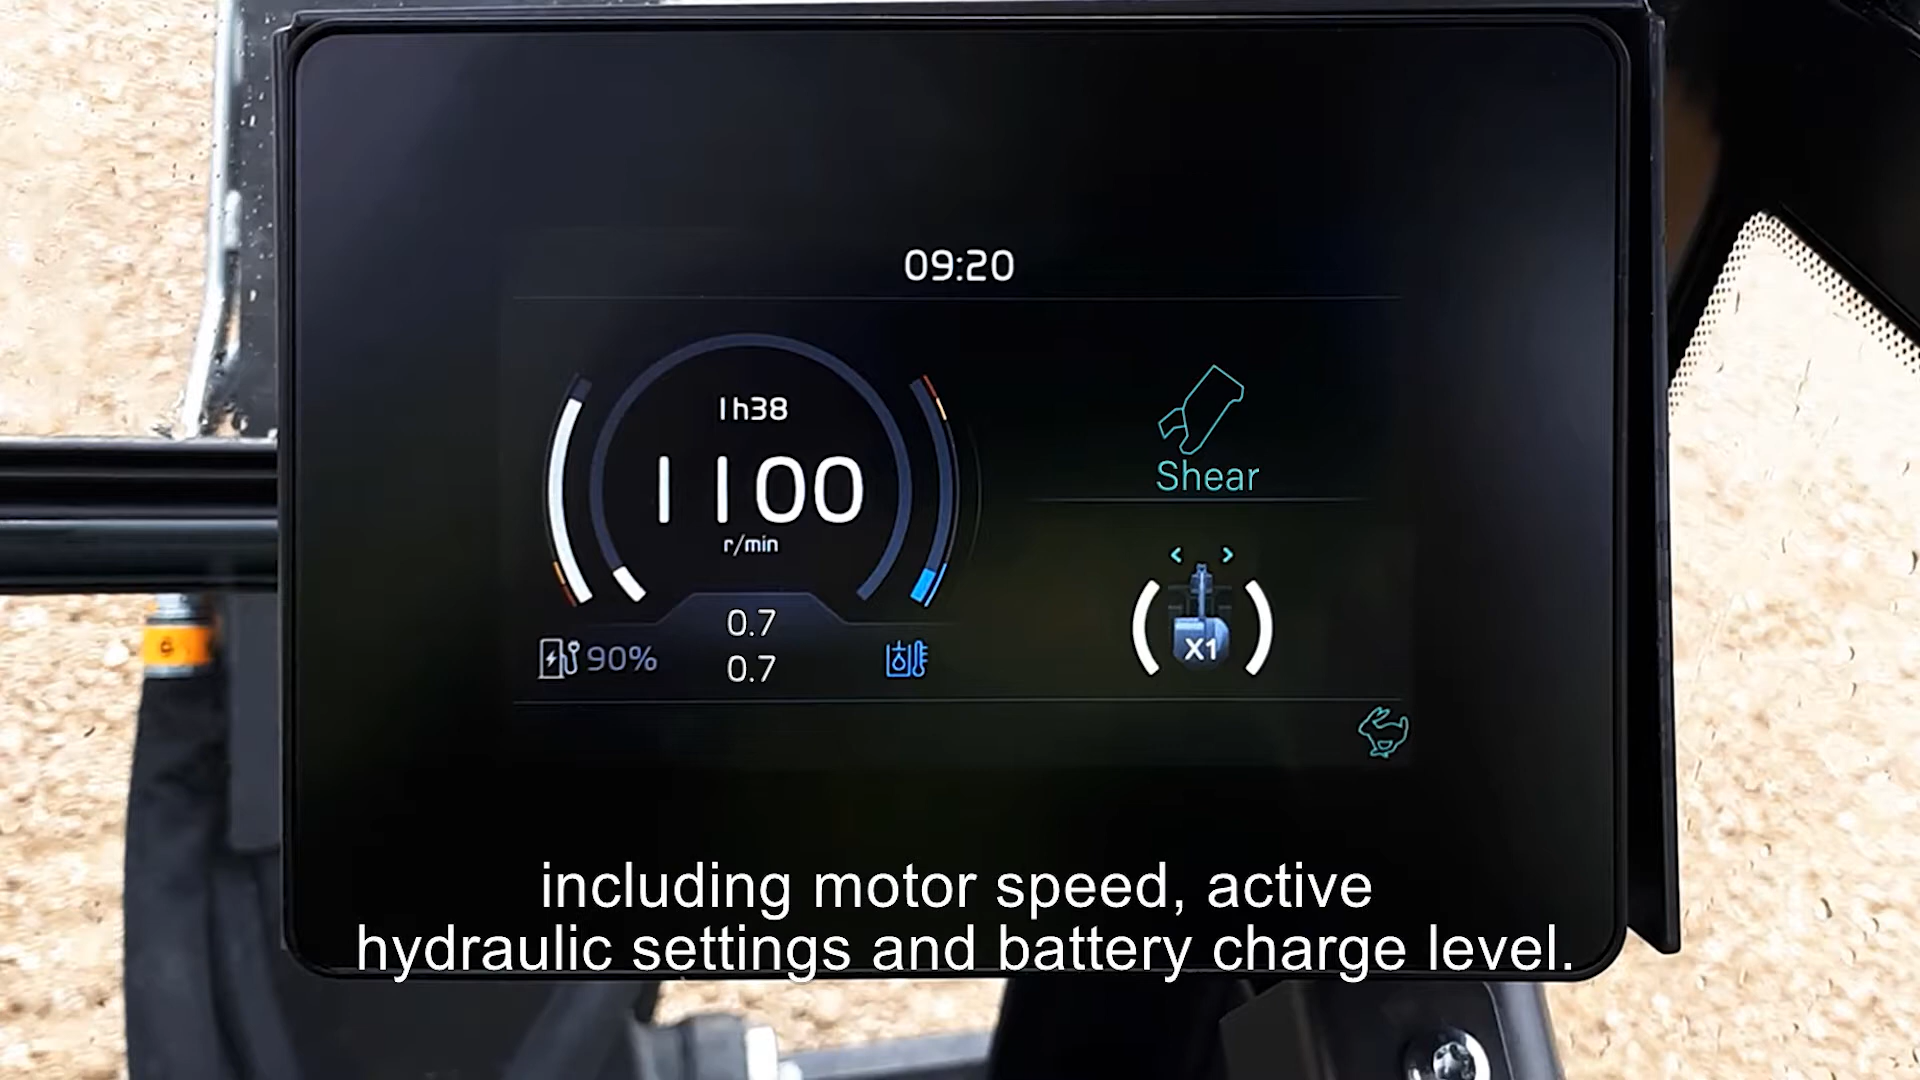 09:20
1h38
1100
r/min
0.7
90%
0.7
Shear
X1
including motor speed, active
hydraulic settings and battery charge level.